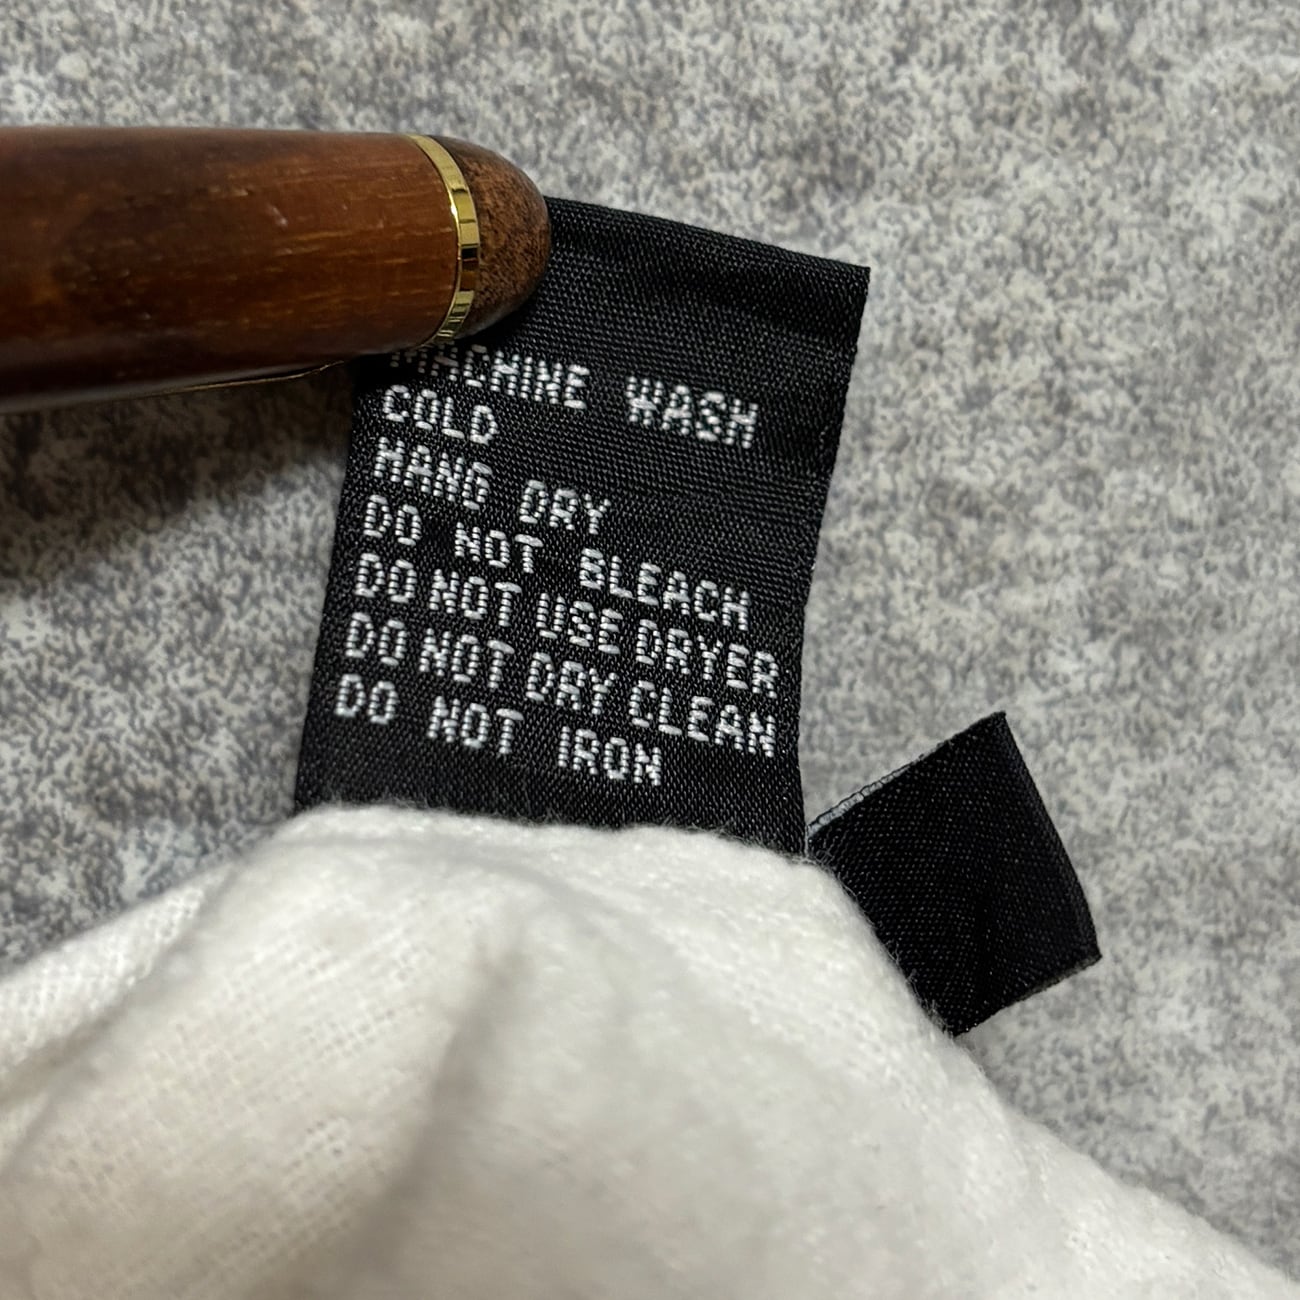 MACHINE WASH
COLD
HANG DRY
DO NOT BLEACH
DO NOT USE DRYER
DO NOT DRY CLEAN
DO NOT IRON